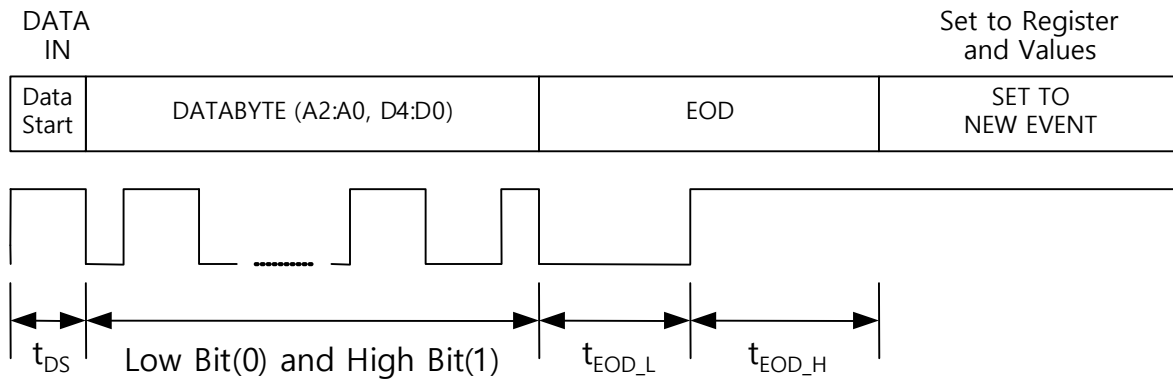 DATA
IN
Set to Register
and Values
Data
Start
DATABYTE (A2:A0, D4:D0)
EOD
SET TO
NEW EVENT
tDS
Low Bit(0) and High Bit(1)
tEOD_L
tEOD_H